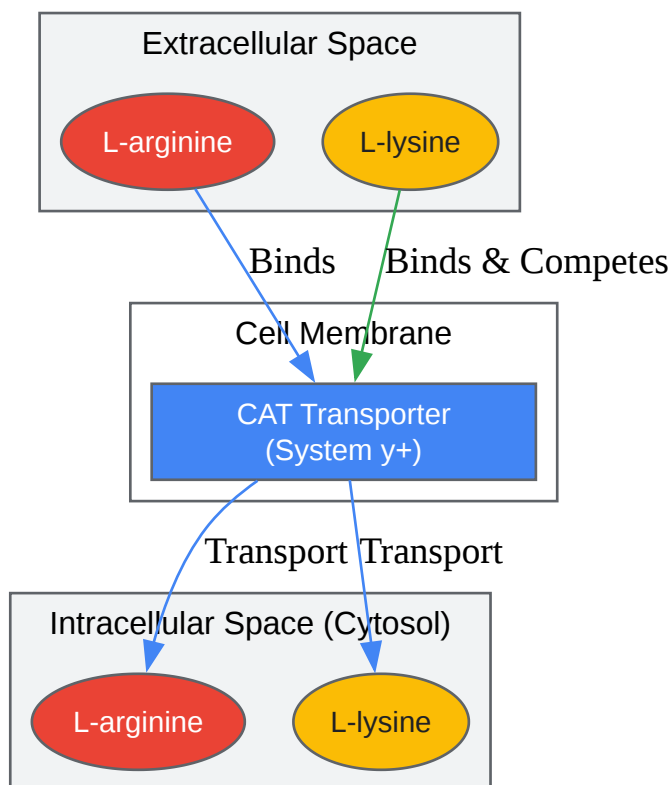 Extracellular Space
L-arginine
L-lysine
Binds
Binds & Competes
Cell Membrane
CAT Transporter
(System y+)
Transport
Transport
Intracellular Space (Cytosol)
L-arginine
L-lysine